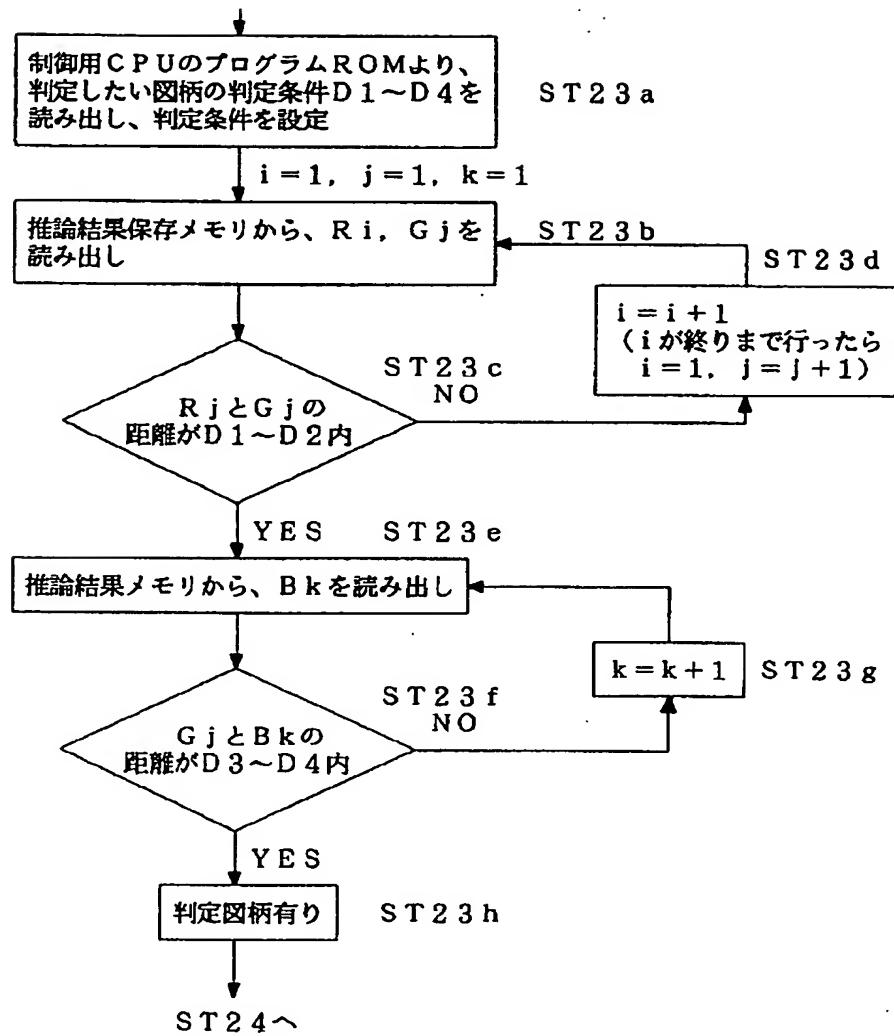 制御用CPUのプログラムROMより、
判定したい図柄の判定条件D1～D4を
読み出し、判定条件を設定
ST23a
i=1, j=1, k=1
推論結果保存メモリから、Ri, Gjを
読み出し
ST23b
ST23d
i=i+1
(iが終りまで行ったら
i=1, j=j+1)
ST23c
NO
RjとGjの
距離がD1～D2内
YES
ST23e
推論結果メモリから、Bkを読み出し
k=k+1
ST23g
ST23f
NO
GjとBkの
距離がD3～D4内
YES
判定図柄有り
ST23h
ST24へ